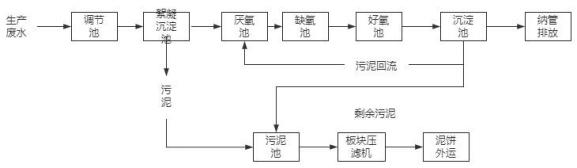 生产
废水
调节
池
絮凝
沉淀
池
厌氧
池
缺氧
池
好氧
池
沉淀
池
纳管
排放
污泥回流
污
泥
剩余污泥
污泥
池
板块压
滤机
泥饼
外运